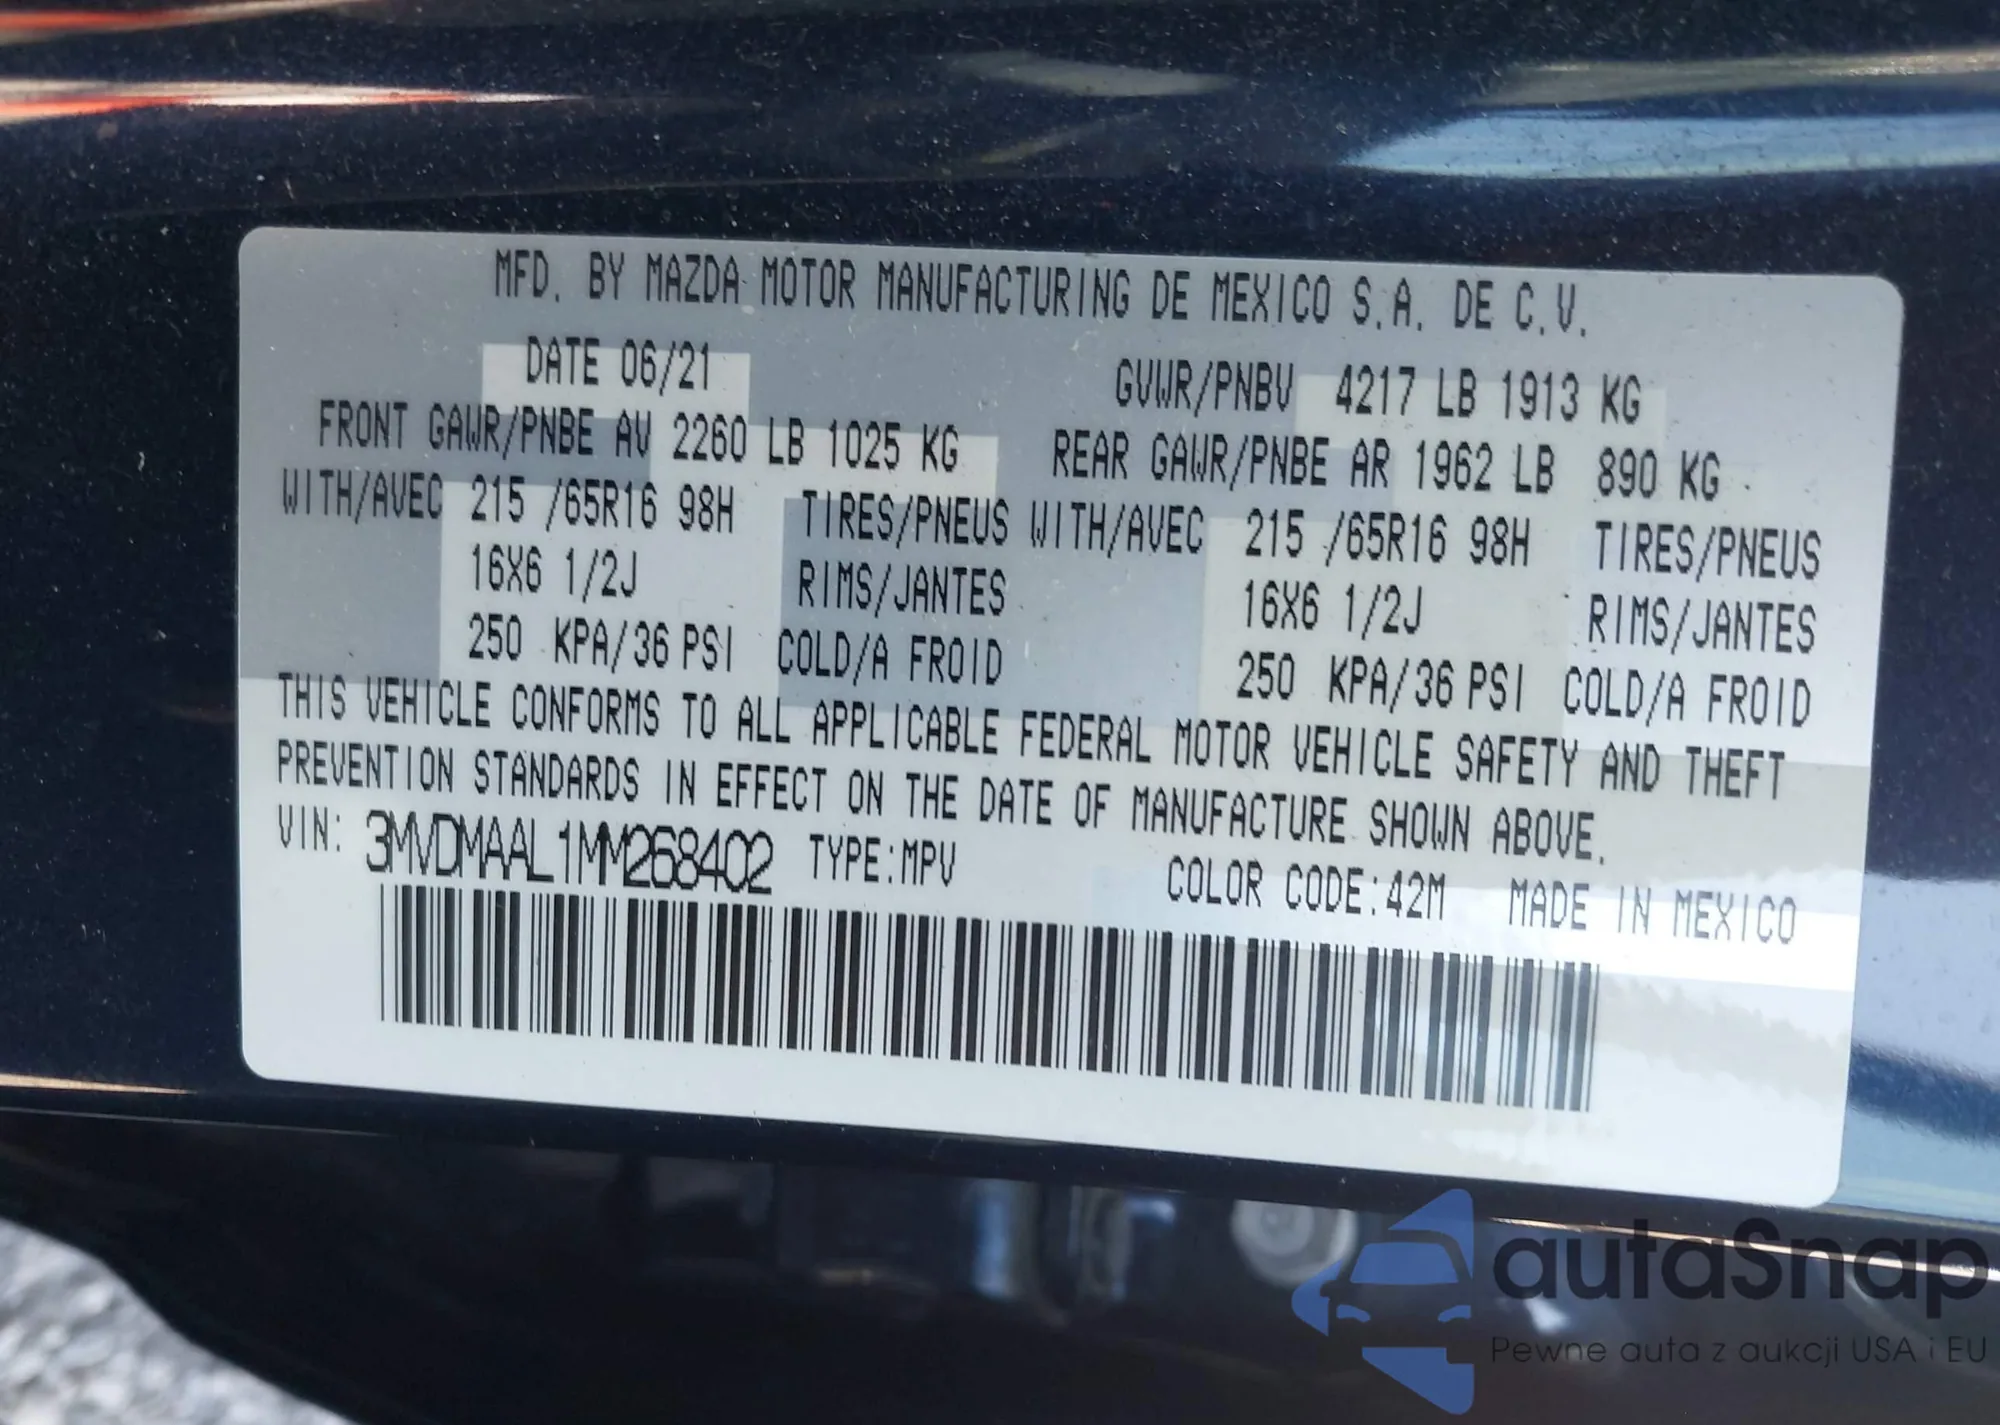 MFD. BY MAZDA MOTOR MANUFACTURING DE MEXICO S.A. DE C.V.
DATE 06/21 GVWR/PNBV 4217 LB 1913 KG
FRONT GAWR/PNBE AV 2260 LB 1025 KG REAR GAWR/PNBE AR 1962 LB 890 KG
WITH/AVEC 215 /65R16 98H TIRES/PNEUS WITH/AVEC 215 /65R16 98H TIRES/PNEUS
16X6 1/2J RIMS/JANTES 16X6 1/2J RIMS/JANTES
250 KPA/36 PSI COLD/A FROID 250 KPA/36 PSI COLD/A FROID
THIS VEHICLE CONFORMS TO ALL APPLICABLE FEDERAL MOTOR VEHICLE SAFETY AND THEFT
PREVENTION STANDARDS IN EFFECT ON THE DATE OF MANUFACTURE SHOWN ABOVE.
VIN: 3MVDMAAL1MM268402 TYPE:MPV COLOR CODE:42M MADE IN MEXICO
autaSnap
Pewne auta z aukcji USA i EU